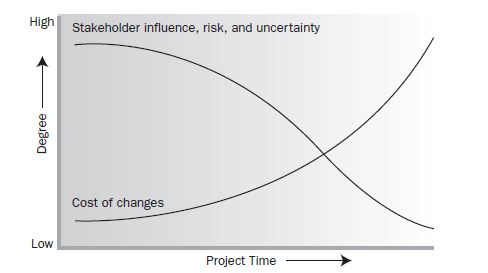 High
Stakeholder influence, risk, and uncertainty
Degree
Cost of changes
Low
Project Time